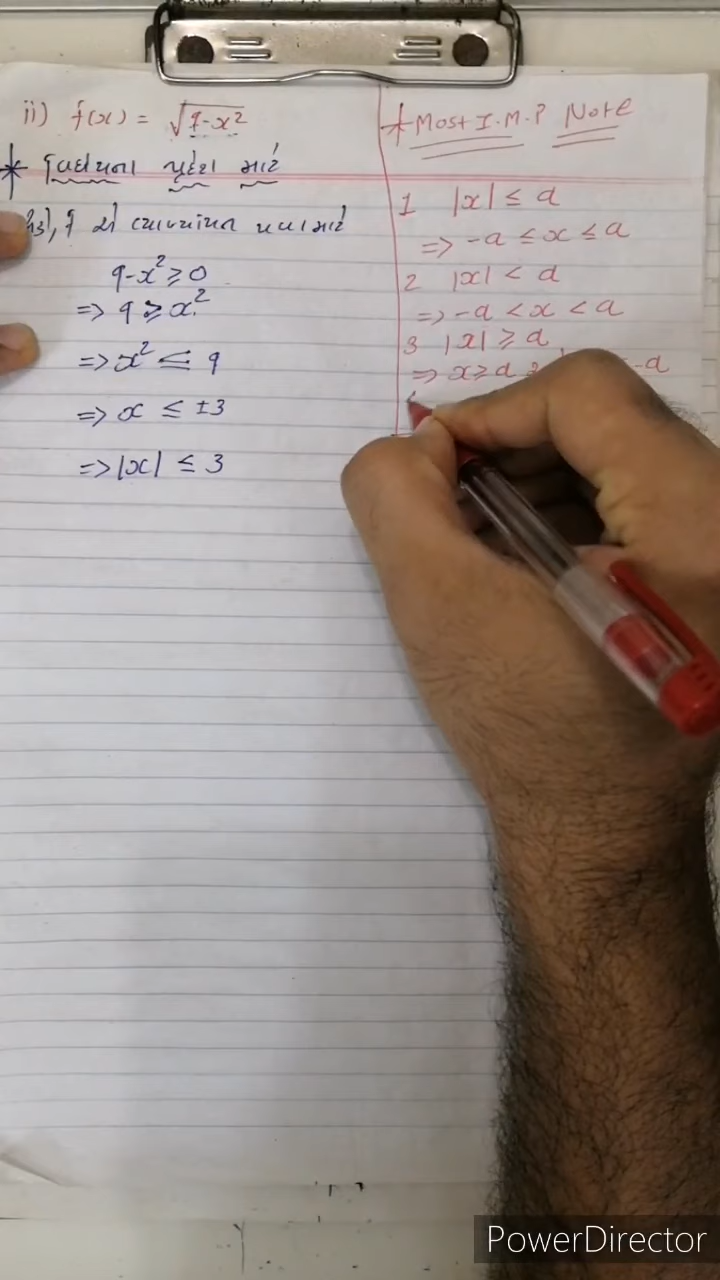 ii) f(x) = √9-x²
* પ્રદેશ માટે
9-x² ≥ 0
=> 9 ≥ x²
=> x² ≤ 9
=> x ≤ ±3
=> |x| ≤ 3
* Most I.M.P Note
1 |x| ≤ a
=> -a ≤ x ≤ a
2 |x| < a
=> -a < x < a
3 |x| ≥ a
=> x ≥ a -a
PowerDirector